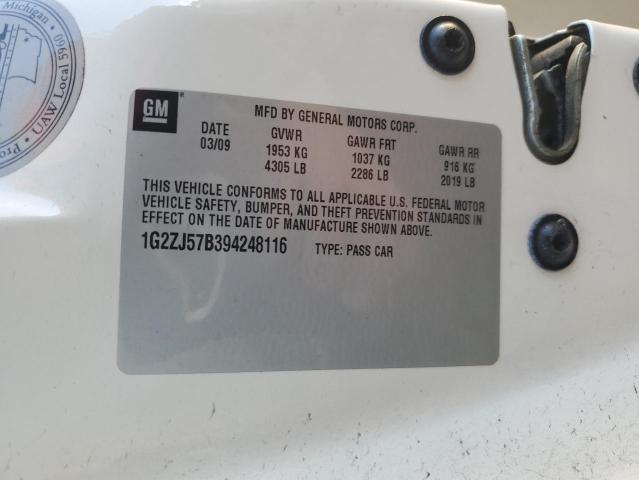 Michigan
UAW Local 5960
GM
MFD BY GENERAL MOTORS CORP.
DATE GVWR GAWR FRT GAWR RR
03/09 1953 KG 1037 KG 916 KG
4305 LB 2286 LB 2019 LB
THIS VEHICLE CONFORMS TO ALL APPLICABLE U.S. FEDERAL MOTOR
VEHICLE SAFETY, BUMPER, AND THEFT PREVENTION STANDARDS IN
EFFECT ON THE DATE OF MANUFACTURE SHOWN ABOVE.
1G2ZJ57B394248116 TYPE: PASS CAR